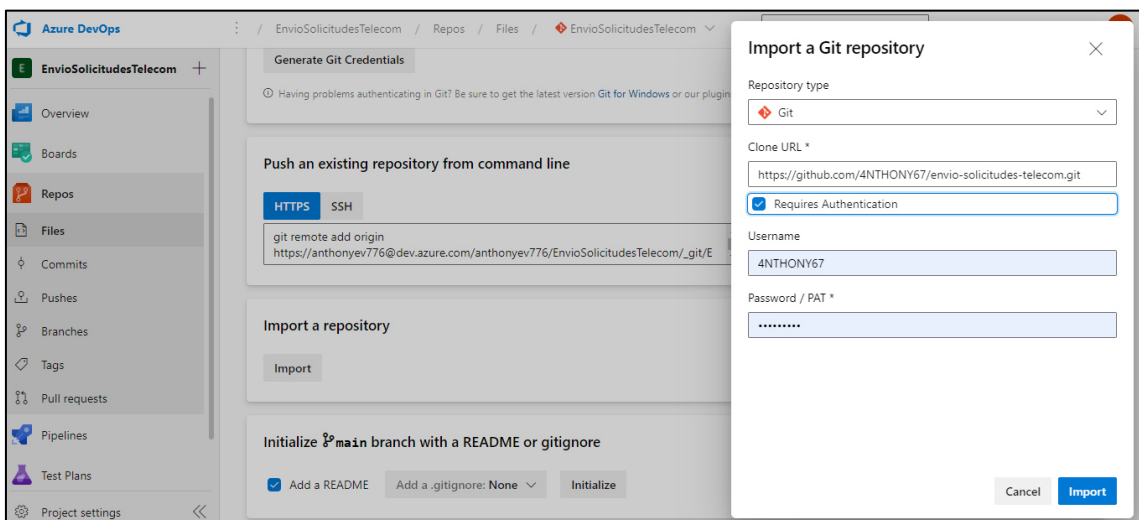 Azure DevOps
EnvioSolicitudesTelecom
Overview
Boards
Repos
Files
Commits
Pushes
Branches
Tags
Pull requests
Pipelines
Test Plans
Project settings
/ EnvioSolicitudesTelecom / Repos / Files / EnvioSolicitudesTelecom
Generate Git Credentials
Having problems authenticating in Git? Be sure to get the latest version Git for Windows or our plugin
Push an existing repository from command line
HTTPS SSH
git remote add origin
https://anthonyev776@dev.azure.com/anthonyev776/EnvioSolicitudesTelecom/_git/E
Import a repository
Import
Initialize main branch with a README or gitignore
Add a README Add a .gitignore: None Initialize
Import a Git repository
Repository type
Git
Clone URL *
https://github.com/4NTHONY67/envio-solicitudes-telecom.git
Requires Authentication
Username
4NTHONY67
Password / PAT *
•••••••••
Cancel Import